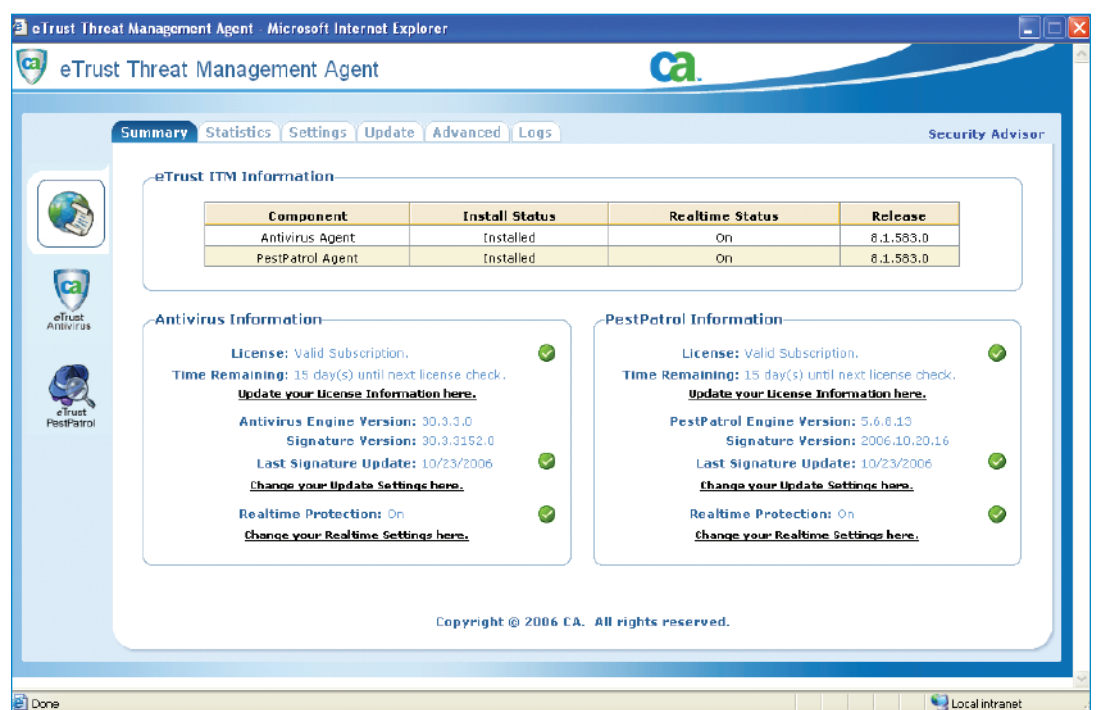 eTrust Threat Management Agent - Microsoft Internet Explorer
ca
eTrust Threat Management Agent
ca
Summary Statistics Settings Update Advanced Logs
Security Advisor
eTrust ITM Information
Component Install Status Realtime Status Release
Antivirus Agent Installed On 8.1.583.0
PestPatrol Agent Installed On 8.1.583.0
ca
eTrust
Antivirus
eTrust
PestPatrol
Antivirus Information
License: Valid Subscription.
Time Remaining: 15 day(s) until next license check.
Update your License Information here.
Antivirus Engine Version: 30.3.3.0
Signature Version: 30.3.3152.0
Last Signature Update: 10/23/2006
Change your Update Settings here.
Realtime Protection: On
Change your Realtime Settings here.
PestPatrol Information
License: Valid Subscription.
Time Remaining: 15 day(s) until next license check.
Update your License Information here.
PestPatrol Engine Version: 5.6.8.13
Signature Version: 2006.10.20.16
Last Signature Update: 10/23/2006
Change your Update Settings here.
Realtime Protection: On
Change your Realtime Settings here.
Copyright © 2006 CA. All rights reserved.
Done
Local intranet